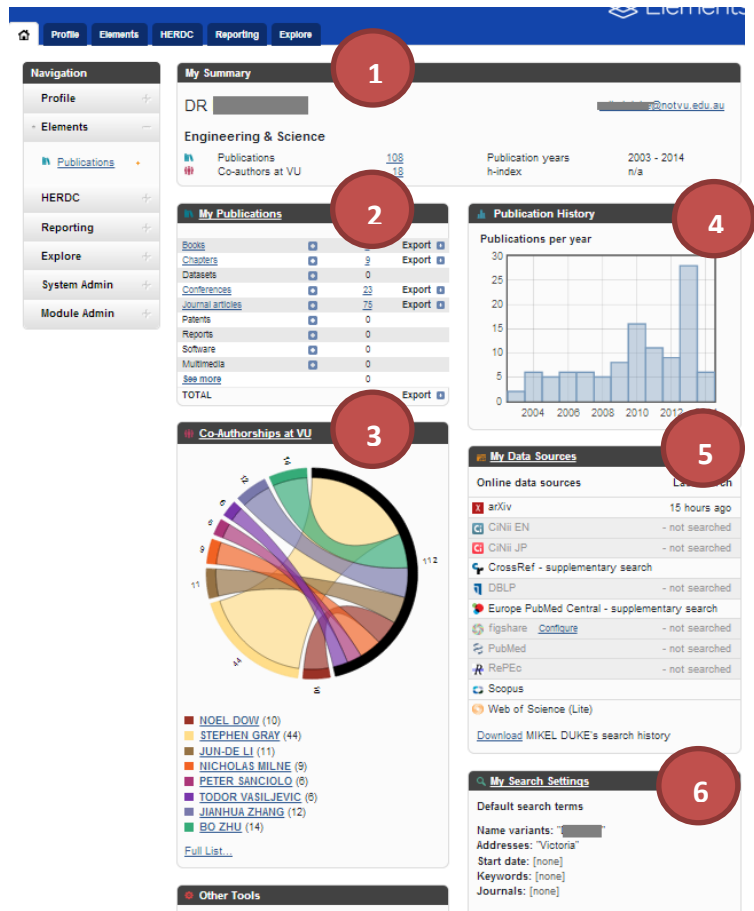 Elements
Profile Elements HERDC Reporting Explore
Navigation
Profile
Elements
Publications
HERDC
Reporting
Explore
System Admin
Module Admin
1
My Summary
DR
@notvu.edu.au
Engineering & Science
Publications 108 Publication years 2003 - 2014
Co-authors at VU 18 h-index n/a
2
My Publications
Books Export
Chapters 9 Export
Datasets 0
Conferences 23 Export
Journal articles 75 Export
Patents 0
Reports 0
Software 0
Multimedia 0
See more 0
TOTAL Export
3
Co-Authorships at VU
14
12
6
6
9
11
44
10
112
NOEL DOW (10)
STEPHEN GRAY (44)
JUN-DE LI (11)
NICHOLAS MILNE (9)
PETER SANCIOLO (6)
TODOR VASILJEVIC (6)
JIANHUA ZHANG (12)
BO ZHU (14)
Full List...
Other Tools
4
Publication History
Publications per year
30
25
20
15
10
5
0
2004 2006 2008 2010 2012
5
My Data Sources
Online data sources
arXiv 15 hours ago
CiNii EN - not searched
CiNii JP - not searched
CrossRef - supplementary search
DBLP - not searched
Europe PubMed Central - supplementary search
figshare Configure - not searched
PubMed - not searched
RePEc - not searched
Scopus
Web of Science (Lite)
Download MIKEL DUKE's search history
6
My Search Settings
Default search terms
Name variants: " "
Addresses: "Victoria"
Start date: [none]
Keywords: [none]
Journals: [none]